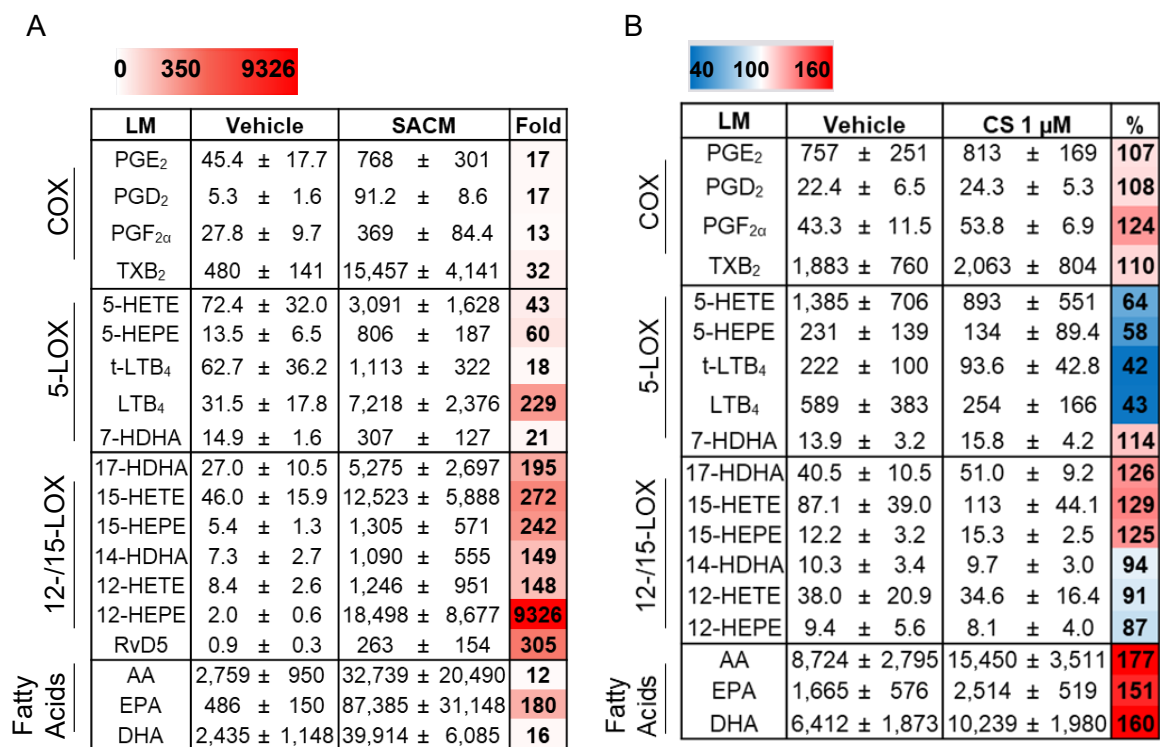 A
0 350 9326
LM Vehicle SACM Fold
COX
PGE₂ 45.4 ± 17.7 768 ± 301 17
PGD₂ 5.3 ± 1.6 91.2 ± 8.6 17
PGF₂α 27.8 ± 9.7 369 ± 84.4 13
TXB₂ 480 ± 141 15,457 ± 4,141 32
5-LOX
5-HETE 72.4 ± 32.0 3,091 ± 1,628 43
5-HEPE 13.5 ± 6.5 806 ± 187 60
t-LTB₄ 62.7 ± 36.2 1,113 ± 322 18
LTB₄ 31.5 ± 17.8 7,218 ± 2,376 229
7-HDHA 14.9 ± 1.6 307 ± 127 21
12-/15-LOX
17-HDHA 27.0 ± 10.5 5,275 ± 2,697 195
15-HETE 46.0 ± 15.9 12,523 ± 5,888 272
15-HEPE 5.4 ± 1.3 1,305 ± 571 242
14-HDHA 7.3 ± 2.7 1,090 ± 555 149
12-HETE 8.4 ± 2.6 1,246 ± 951 148
12-HEPE 2.0 ± 0.6 18,498 ± 8,677 9326
RvD5 0.9 ± 0.3 263 ± 154 305
Fatty
Acids
AA 2,759 ± 950 32,739 ± 20,490 12
EPA 486 ± 150 87,385 ± 31,148 180
DHA 2,435 ± 1,148 39,914 ± 6,085 16
B
40 100 160
LM Vehicle CS 1 µM %
COX
PGE₂ 757 ± 251 813 ± 169 107
PGD₂ 22.4 ± 6.5 24.3 ± 5.3 108
PGF₂α 43.3 ± 11.5 53.8 ± 6.9 124
TXB₂ 1,883 ± 760 2,063 ± 804 110
5-LOX
5-HETE 1,385 ± 706 893 ± 551 64
5-HEPE 231 ± 139 134 ± 89.4 58
t-LTB₄ 222 ± 100 93.6 ± 42.8 42
LTB₄ 589 ± 383 254 ± 166 43
7-HDHA 13.9 ± 3.2 15.8 ± 4.2 114
12-/15-LOX
17-HDHA 40.5 ± 10.5 51.0 ± 9.2 126
15-HETE 87.1 ± 39.0 113 ± 44.1 129
15-HEPE 12.2 ± 3.2 15.3 ± 2.5 125
14-HDHA 10.3 ± 3.4 9.7 ± 3.0 94
12-HETE 38.0 ± 20.9 34.6 ± 16.4 91
12-HEPE 9.4 ± 5.6 8.1 ± 4.0 87
Fatty
Acids
AA 8,724 ± 2,795 15,450 ± 3,511 177
EPA 1,665 ± 576 2,514 ± 519 151
DHA 6,412 ± 1,873 10,239 ± 1,980 160